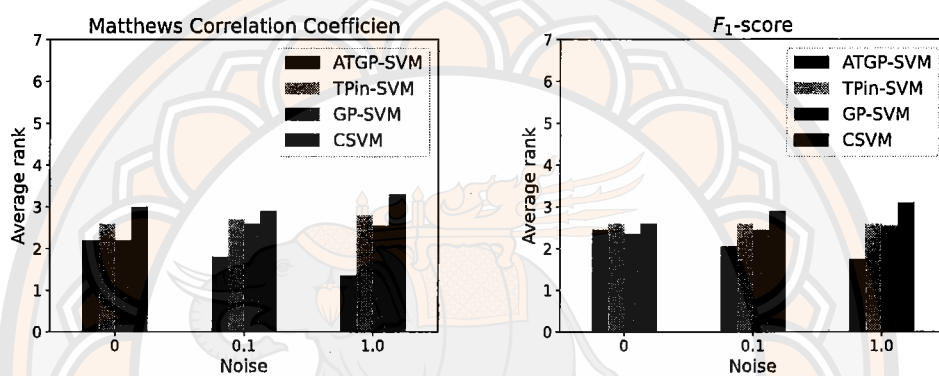 Matthews Correlation Coefficien
7
6
5
4
3
2
1
0
Average rank
ATGP-SVM
TPin-SVM
GP-SVM
CSVM
0 0.1 1.0
Noise
F1-score
7
6
5
4
3
2
1
0
Average rank
ATGP-SVM
TPin-SVM
GP-SVM
CSVM
0 0.1 1.0
Noise